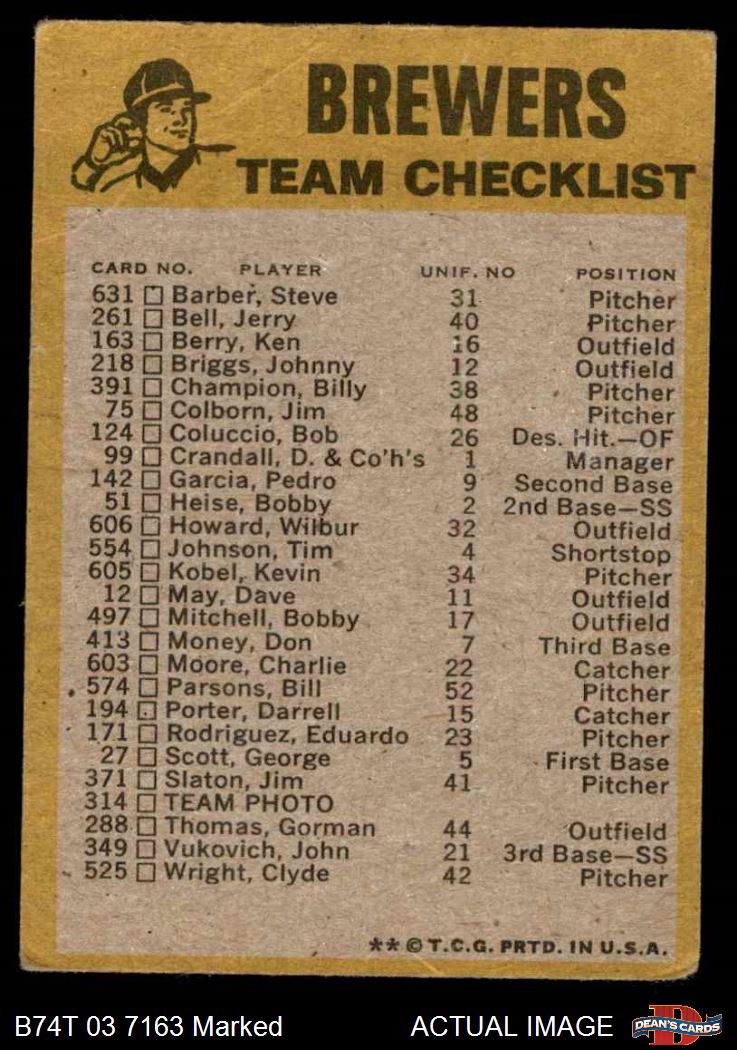 BREWERS
TEAM CHECKLIST
CARD NO. PLAYER UNIF. NO POSITION
631 Barber, Steve 31 Pitcher
261 Bell, Jerry 40 Pitcher
163 Berry, Ken 16 Outfield
218 Briggs, Johnny 12 Outfield
391 Champion, Billy 38 Pitcher
75 Colborn, Jim 48 Pitcher
124 Coluccio, Bob 26 Des. Hit.—OF
99 Crandall, D. & Co'h's 1 Manager
142 Garcia, Pedro 9 Second Base
51 Heise, Bobby 2 2nd Base—SS
606 Howard, Wilbur 32 Outfield
554 Johnson, Tim 4 Shortstop
605 Kobel, Kevin 34 Pitcher
12 May, Dave 11 Outfield
497 Mitchell, Bobby 17 Outfield
413 Money, Don 7 Third Base
603 Moore, Charlie 22 Catcher
574 Parsons, Bill 52 Pitcher
194 Porter, Darrell 15 Catcher
171 Rodriguez, Eduardo 23 Pitcher
27 Scott, George 5 First Base
371 Slaton, Jim 41 Pitcher
314 TEAM PHOTO
288 Thomas, Gorman 44 Outfield
349 Vukovich, John 21 3rd Base—SS
525 Wright, Clyde 42 Pitcher
** © T.C.G. PRTD. IN U.S.A.
B74T 03 7163 Marked ACTUAL IMAGE
DEAN'S CARDS